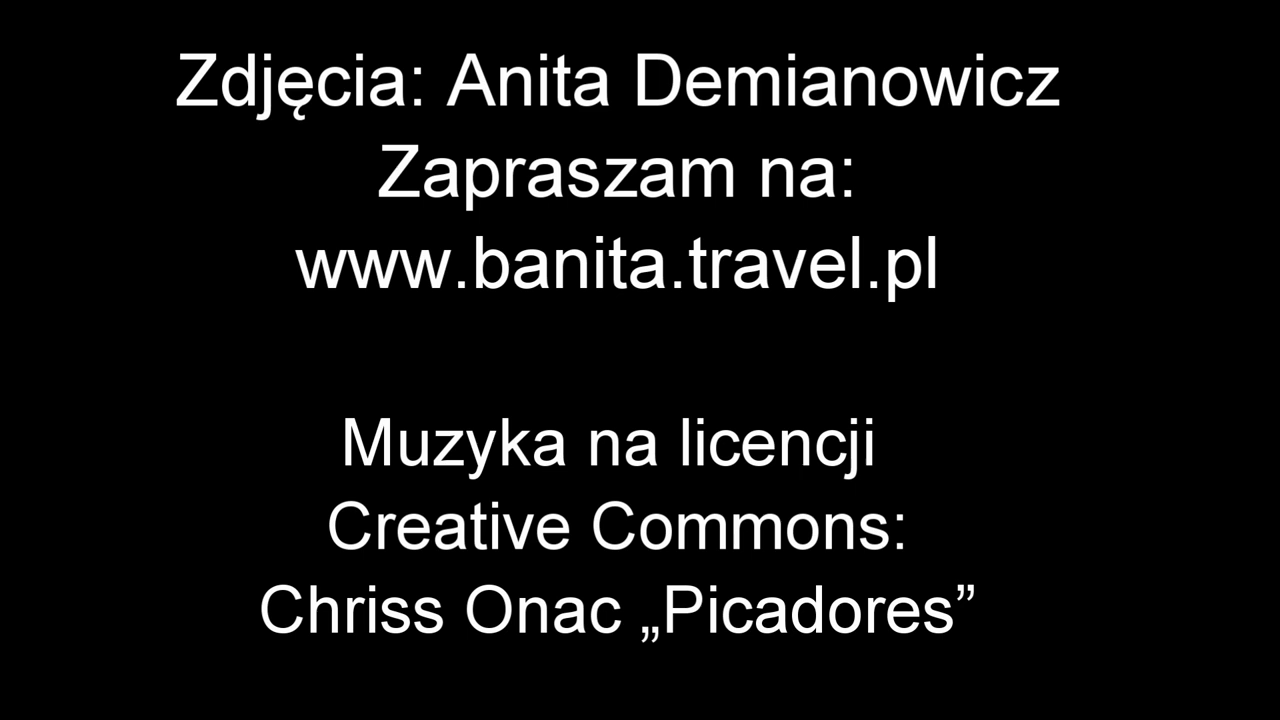 Zdjęcia: Anita Demianowicz
Zapraszam na:
www.banita.travel.pl
Muzyka na licencji
Creative Commons:
Chriss Onac „Picadores”